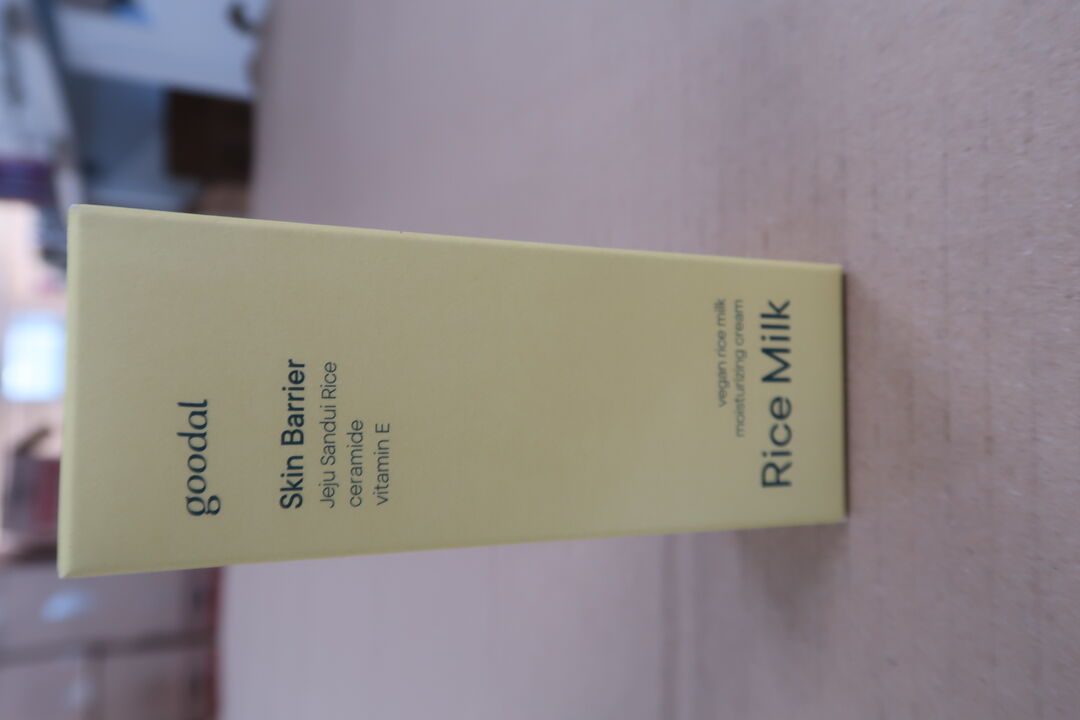 goodal
Skin Barrier
Jeju Sandui Rice
ceramide
vitamin E
vegan rice milk
moisturizing cream
Rice Milk